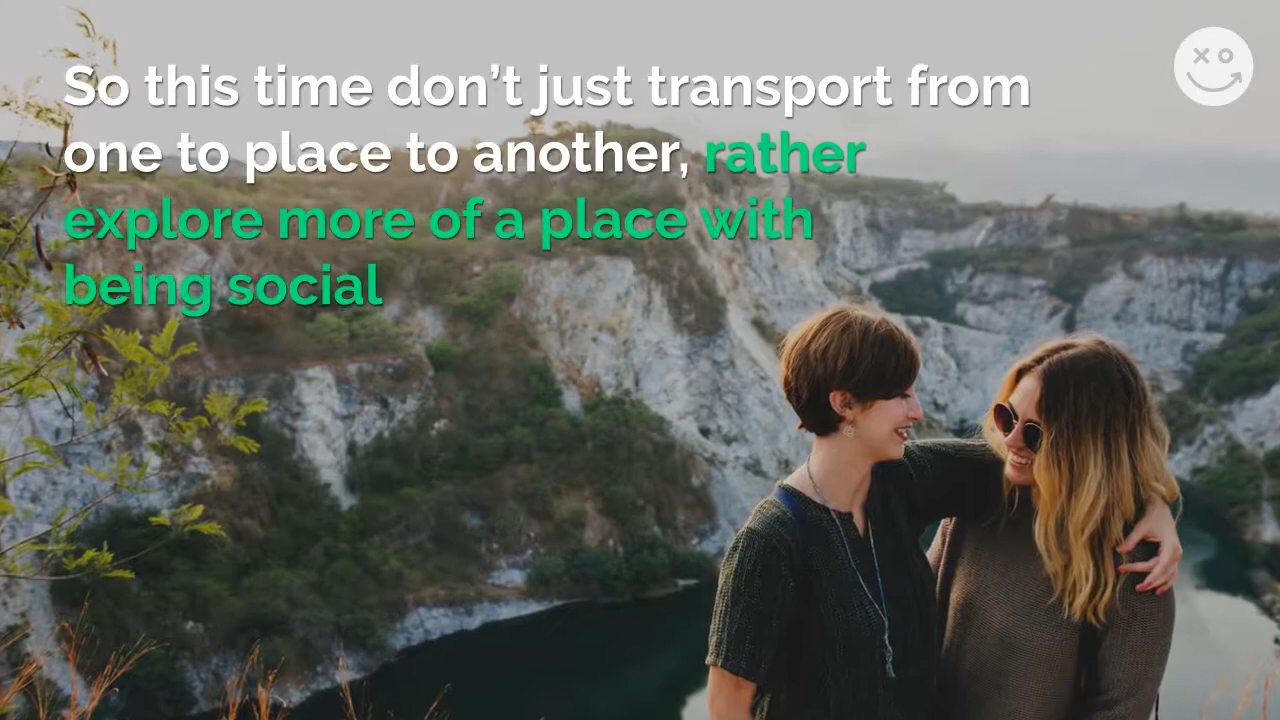 So this time don’t just transport from
one to place to another, rather
explore more of a place with
being social